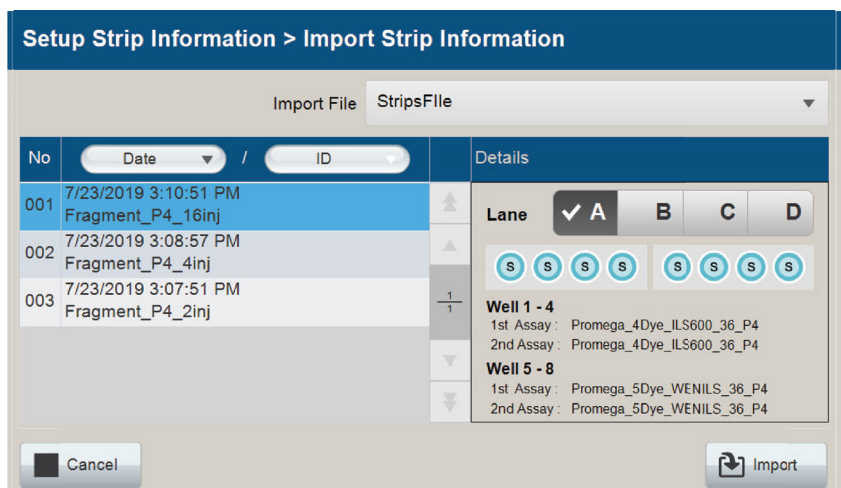 Setup Strip Information > Import Strip Information
Import File StripsFIle
No Date / ID Details
001 7/23/2019 3:10:51 PM
Fragment_P4_16inj
002 7/23/2019 3:08:57 PM
Fragment_P4_4inj
003 7/23/2019 3:07:51 PM
Fragment_P4_2inj
1
1
Lane A B C D
S S S S S S S S
Well 1 - 4
1st Assay : Promega_4Dye_ILS600_36_P4
2nd Assay : Promega_4Dye_ILS600_36_P4
Well 5 - 8
1st Assay : Promega_5Dye_WENILS_36_P4
2nd Assay : Promega_5Dye_WENILS_36_P4
Cancel Import